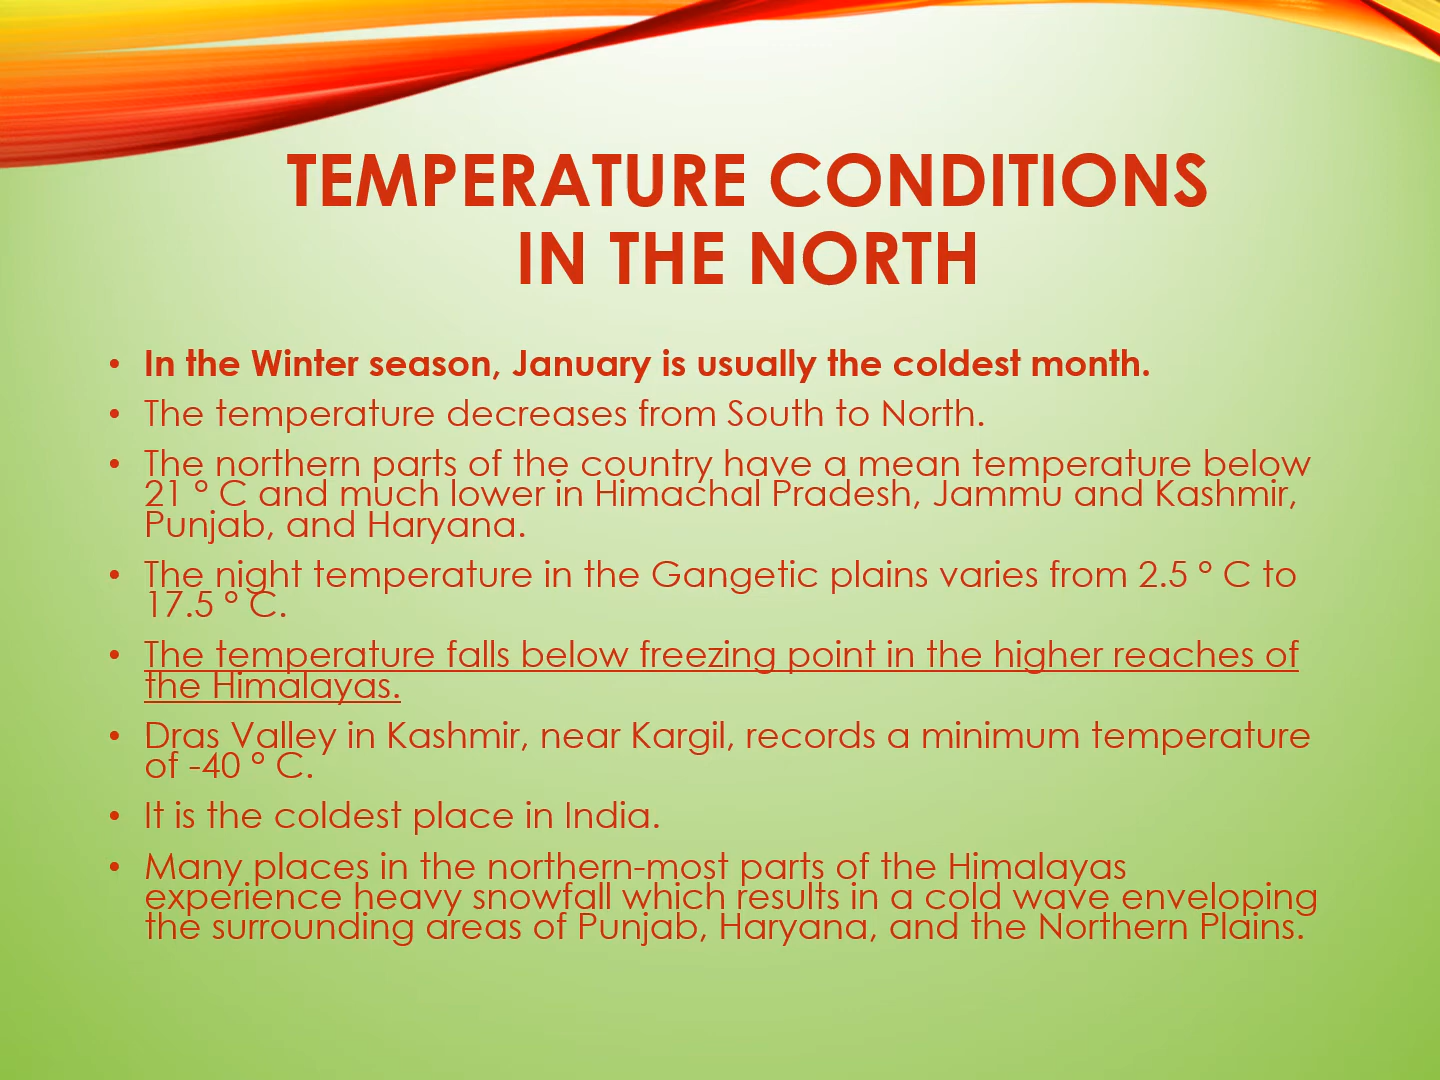 TEMPERATURE CONDITIONS
IN THE NORTH
• In the Winter season, January is usually the coldest month.
• The temperature decreases from South to North.
• The northern parts of the country have a mean temperature below
21 ° C and much lower in Himachal Pradesh, Jammu and Kashmir,
Punjab, and Haryana.
• The night temperature in the Gangetic plains varies from 2.5 ° C to
17.5 ° C.
• The temperature falls below freezing point in the higher reaches of
the Himalayas.
• Dras Valley in Kashmir, near Kargil, records a minimum temperature
of -40 ° C.
• It is the coldest place in India.
• Many places in the northern-most parts of the Himalayas
experience heavy snowfall which results in a cold wave enveloping
the surrounding areas of Punjab, Haryana, and the Northern Plains.